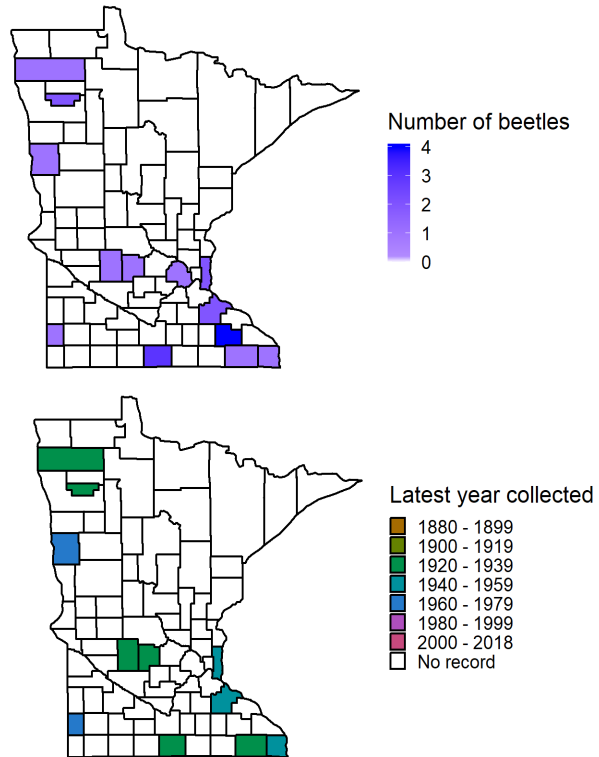 Number of beetles
4
3
2
1
0
Latest year collected
1880 - 1899
1900 - 1919
1920 - 1939
1940 - 1959
1960 - 1979
1980 - 1999
2000 - 2018
No record